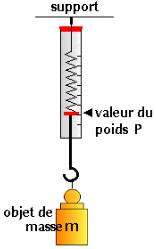 support
valeur du
poids P
objet de
masse m